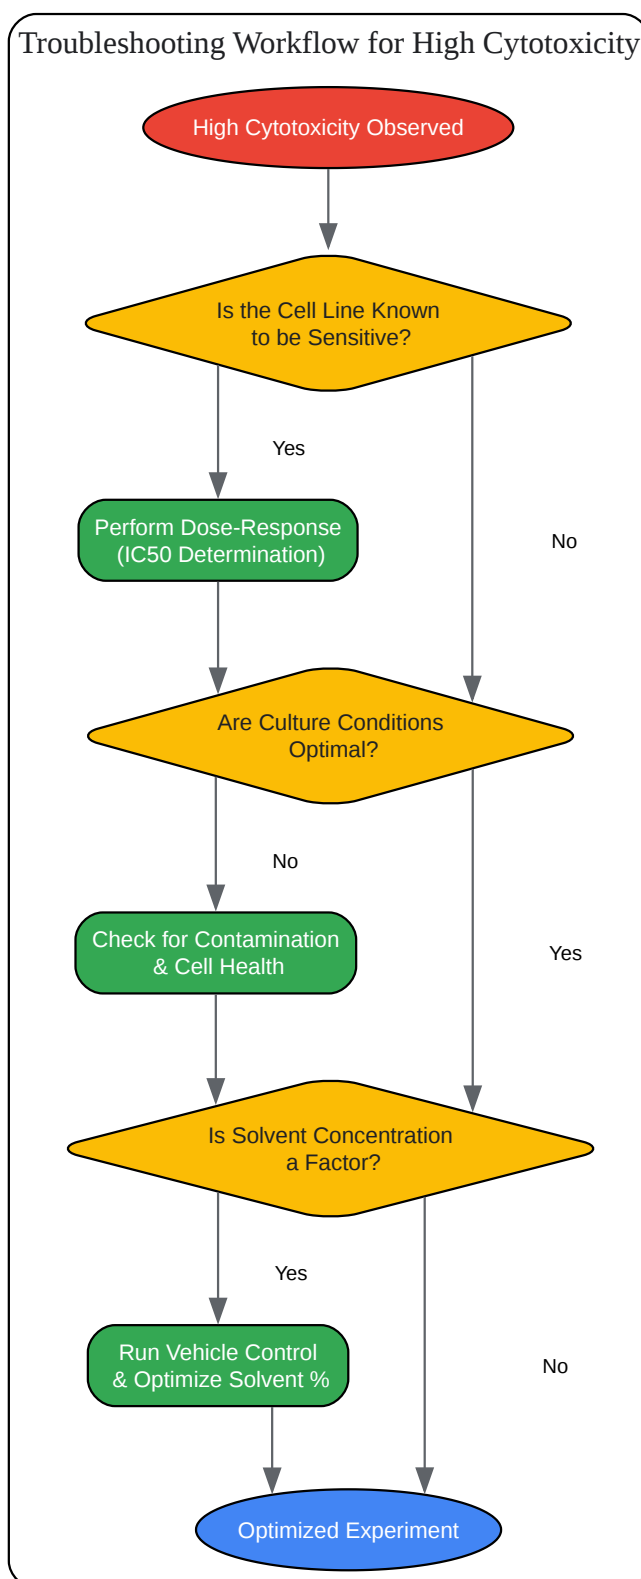 Troubleshooting Workflow for High Cytotoxicity
High Cytotoxicity Observed
Is the Cell Line Known
to be Sensitive?
Yes
Perform Dose-Response
(IC50 Determination)
No
Are Culture Conditions
Optimal?
No
Check for Contamination
& Cell Health
Yes
Is Solvent Concentration
a Factor?
Yes
Run Vehicle Control
& Optimize Solvent %
No
Optimized Experiment